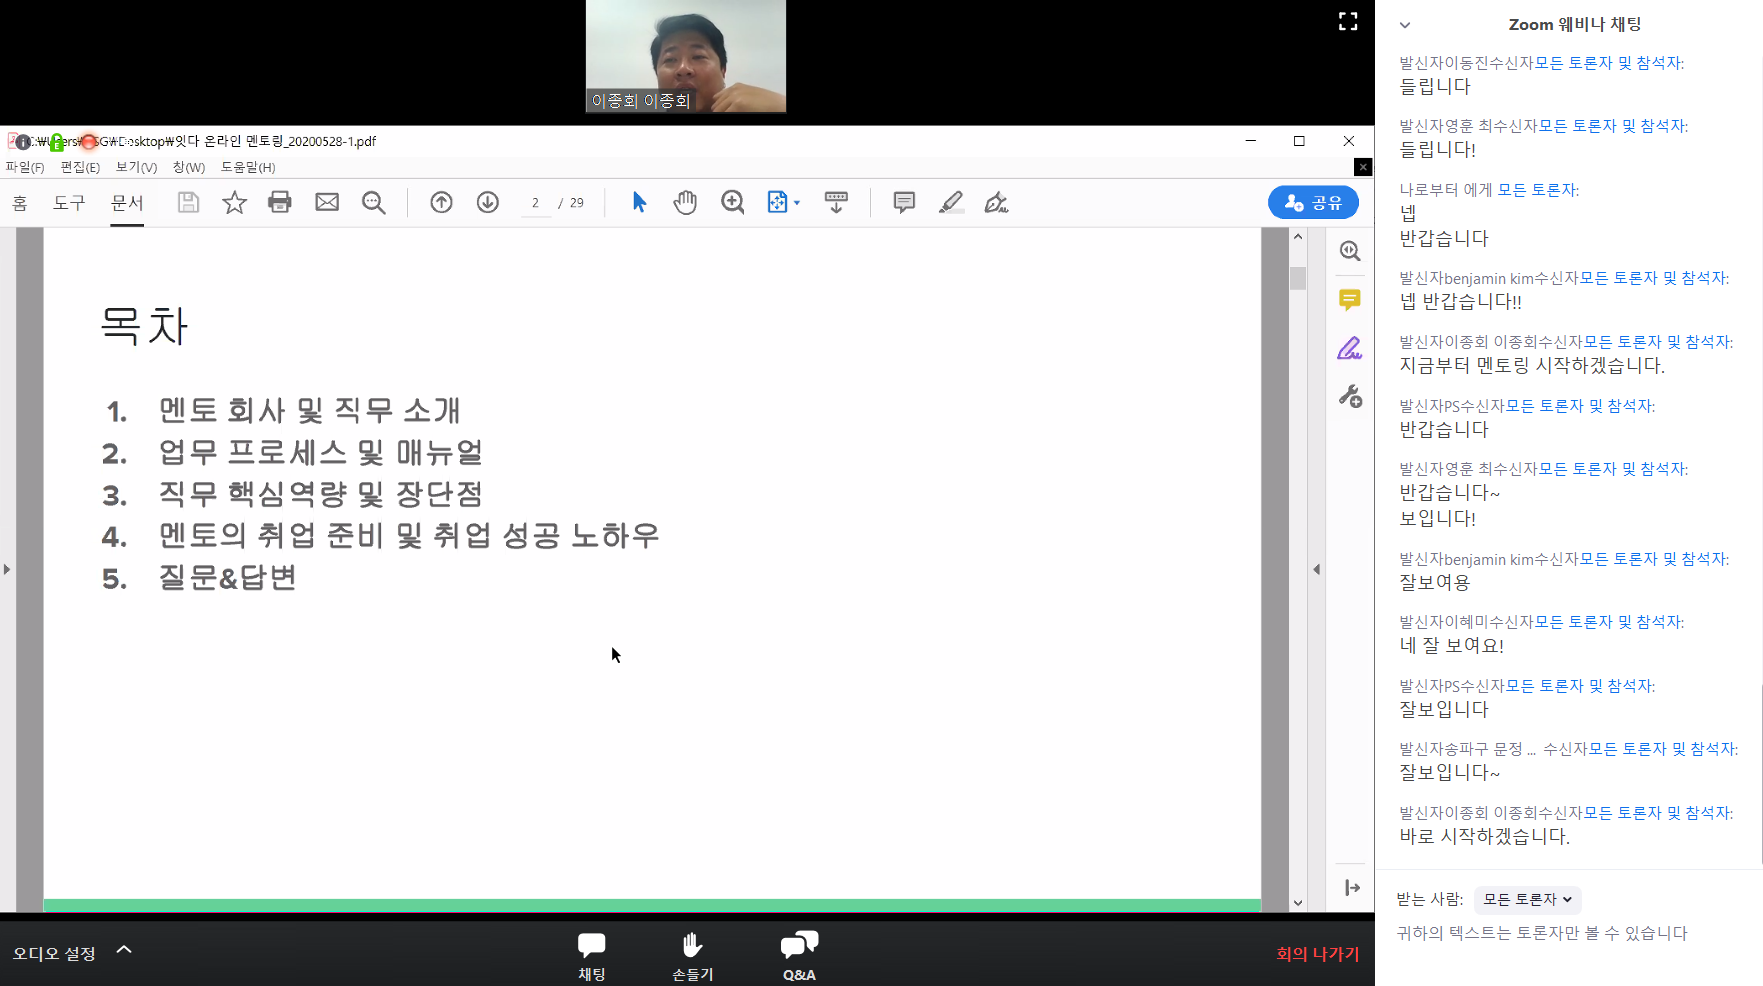 이종회 이종회
잇다 온라인 멘토링_20200528-1.pdf
파일(F) 편집(E) 보기(V) 창(W) 도움말(H)
홈 도구 문서 2 / 29 공유
목차
1. 멘토 회사 및 직무 소개
2. 업무 프로세스 및 매뉴얼
3. 직무 핵심역량 및 장단점
4. 멘토의 취업 준비 및 취업 성공 노하우
5. 질문&답변
오디오 설정
채팅
손들기
Q&A
회의 나가기
Zoom 웨비나 채팅
발신자이동진수신자모든 토론자 및 참석자:
들립니다
발신자영훈 최수신자모든 토론자 및 참석자:
들립니다!
나로부터 에게 모든 토론자:
넵
반갑습니다
발신자benjamin kim수신자모든 토론자 및 참석자:
넵 반갑습니다!!
발신자이종회 이종회수신자모든 토론자 및 참석자:
지금부터 멘토링 시작하겠습니다.
발신자PS수신자모든 토론자 및 참석자:
반갑습니다
발신자영훈 최수신자모든 토론자 및 참석자:
반갑습니다~
보입니다!
발신자benjamin kim수신자모든 토론자 및 참석자:
잘보여용
발신자이혜미수신자모든 토론자 및 참석자:
네 잘 보여요!
발신자PS수신자모든 토론자 및 참석자:
잘보입니다
발신자송파구 문정 ... 수신자모든 토론자 및 참석자:
잘보입니다~
발신자이종회 이종회수신자모든 토론자 및 참석자:
바로 시작하겠습니다.
받는 사람: 모든 토론자
귀하의 텍스트는 토론자만 볼 수 있습니다